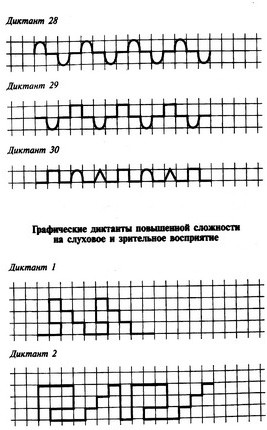 Диктант 28
Диктант 29
Диктант 30
Графические диктанты повышенной сложности
на слуховое и зрительное восприятие
Диктант 1
Диктант 2